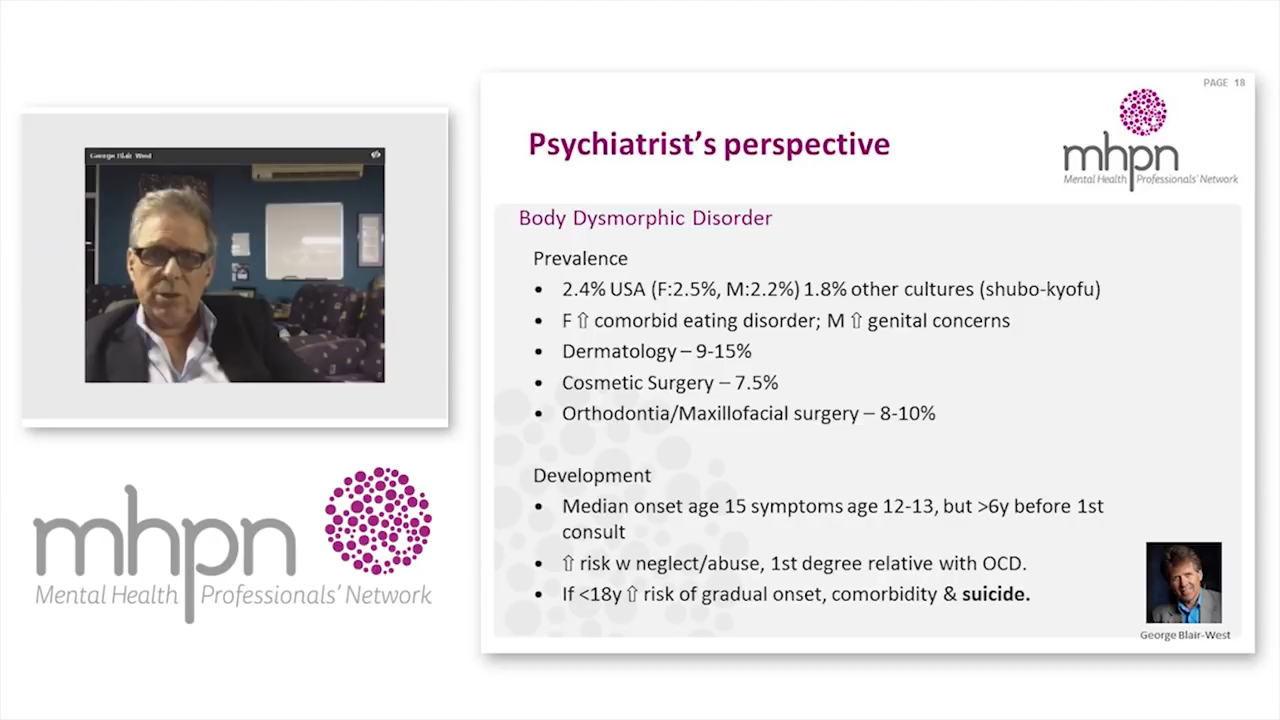 George Blair West
mhpn
Mental Health Professionals' Network
PAGE 18
Psychiatrist's perspective
mhpn
Mental Health Professionals' Network
Body Dysmorphic Disorder
Prevalence
• 2.4% USA (F:2.5%, M:2.2%) 1.8% other cultures (shubo-kyofu)
• F ⇧ comorbid eating disorder; M ⇧ genital concerns
• Dermatology – 9-15%
• Cosmetic Surgery – 7.5%
• Orthodontia/Maxillofacial surgery – 8-10%
Development
• Median onset age 15 symptoms age 12-13, but >6y before 1st
consult
• ⇧ risk w neglect/abuse, 1st degree relative with OCD.
• If <18y ⇧ risk of gradual onset, comorbidity & suicide.
George Blair-West